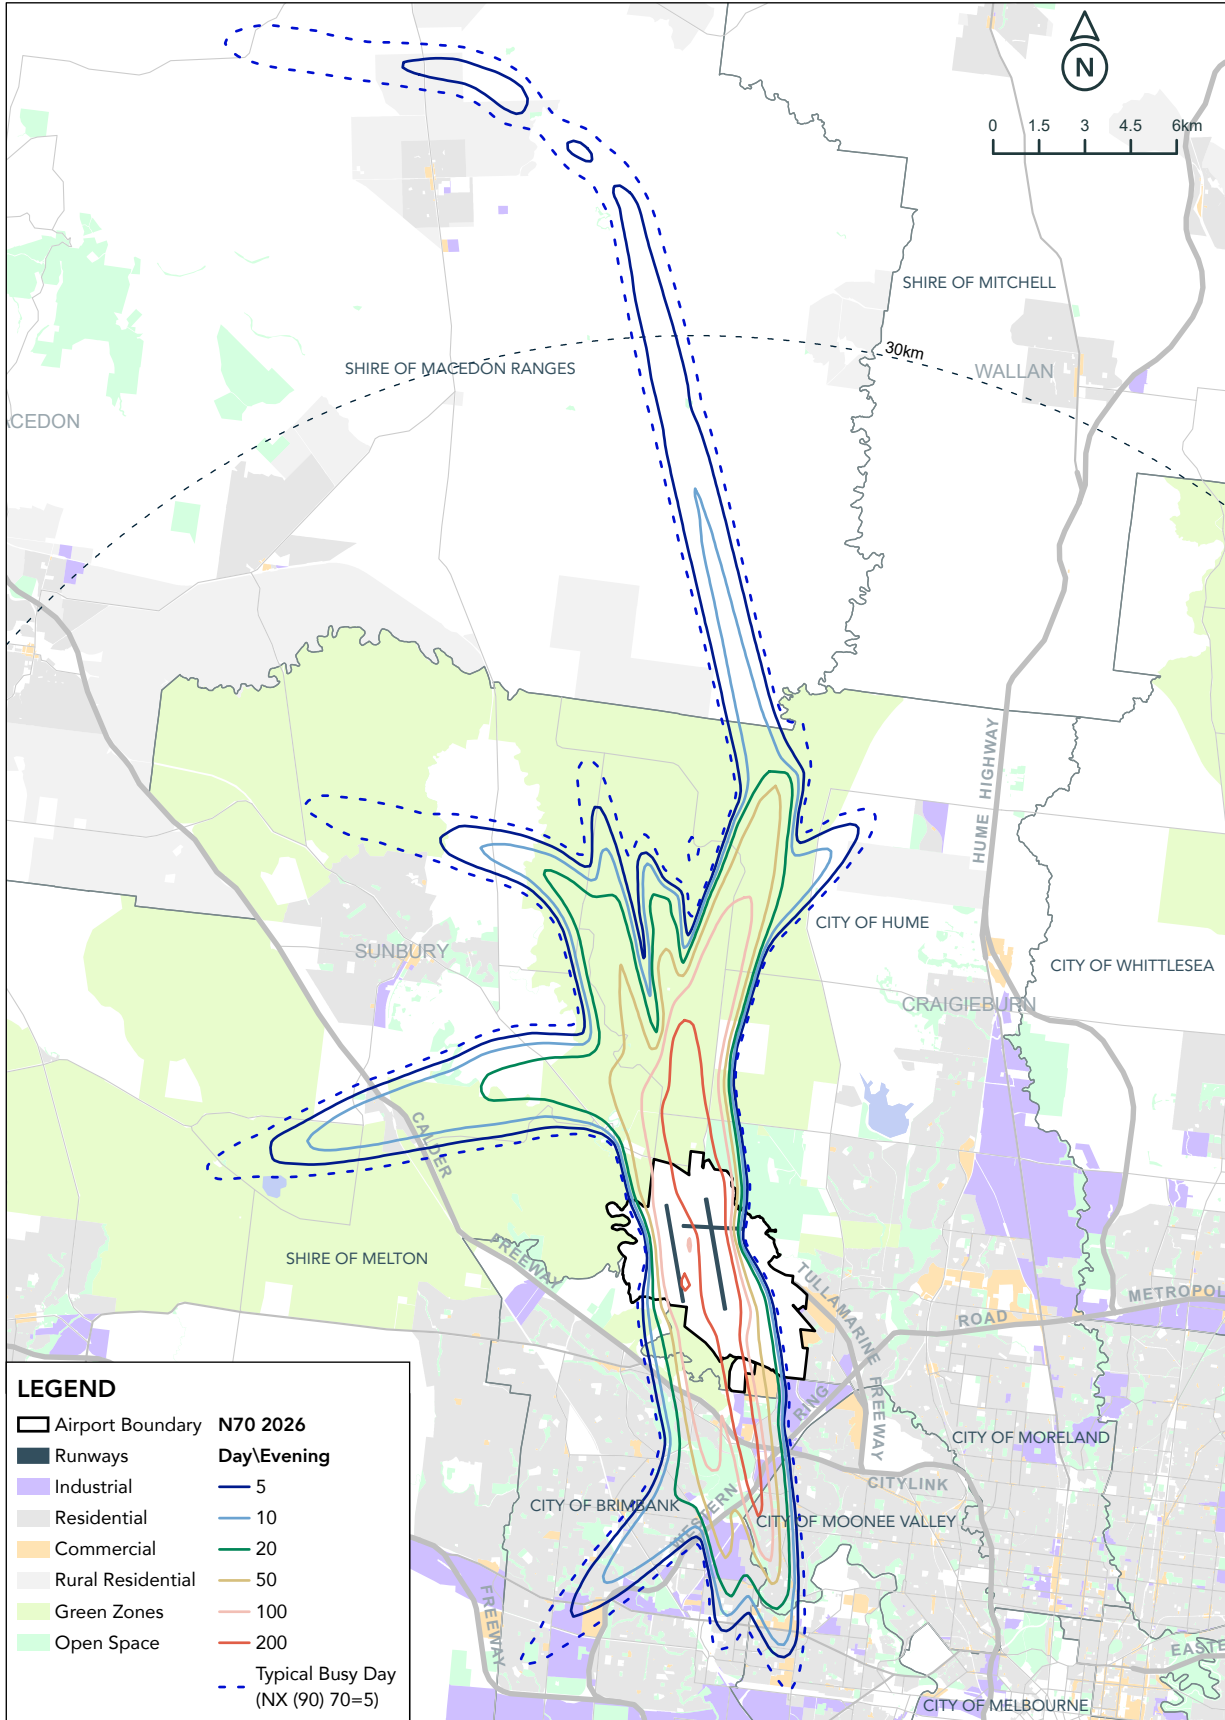 N
0 1.5 3 4.5 6km
SHIRE OF MITCHELL
30km
SHIRE OF MACEDON RANGES
WALLAN
ACEDON
HUME HIGHWAY
CITY OF HUME
SUNBURY
CITY OF WHITTLESEA
CRAIGIEBURN
CALDER
FREEWAY
SHIRE OF MELTON
TULLAMARINE FREEWAY
METROPOL
ROAD
RING
WESTERN
CITY OF MORELAND
CITYLINK
CITY OF BRIMBANK
CITY OF MOONEE VALLEY
FREEWAY
EASTE
CITY OF MELBOURNE
LEGEND
Airport Boundary
Runways
Industrial
Residential
Commercial
Rural Residential
Green Zones
Open Space
N70 2026
Day\Evening
5
10
20
50
100
200
Typical Busy Day
(NX (90) 70=5)